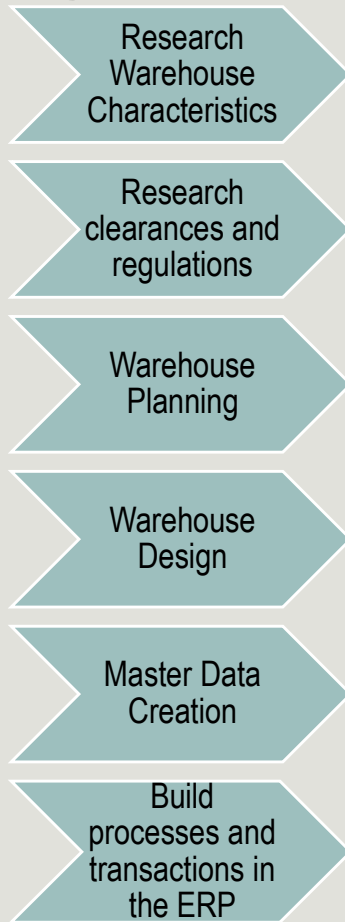 Research
Warehouse
Characteristics
Research
clearances and
regulations
Warehouse
Planning
Warehouse
Design
Master Data
Creation
Build
processes and
transactions in
the ERP